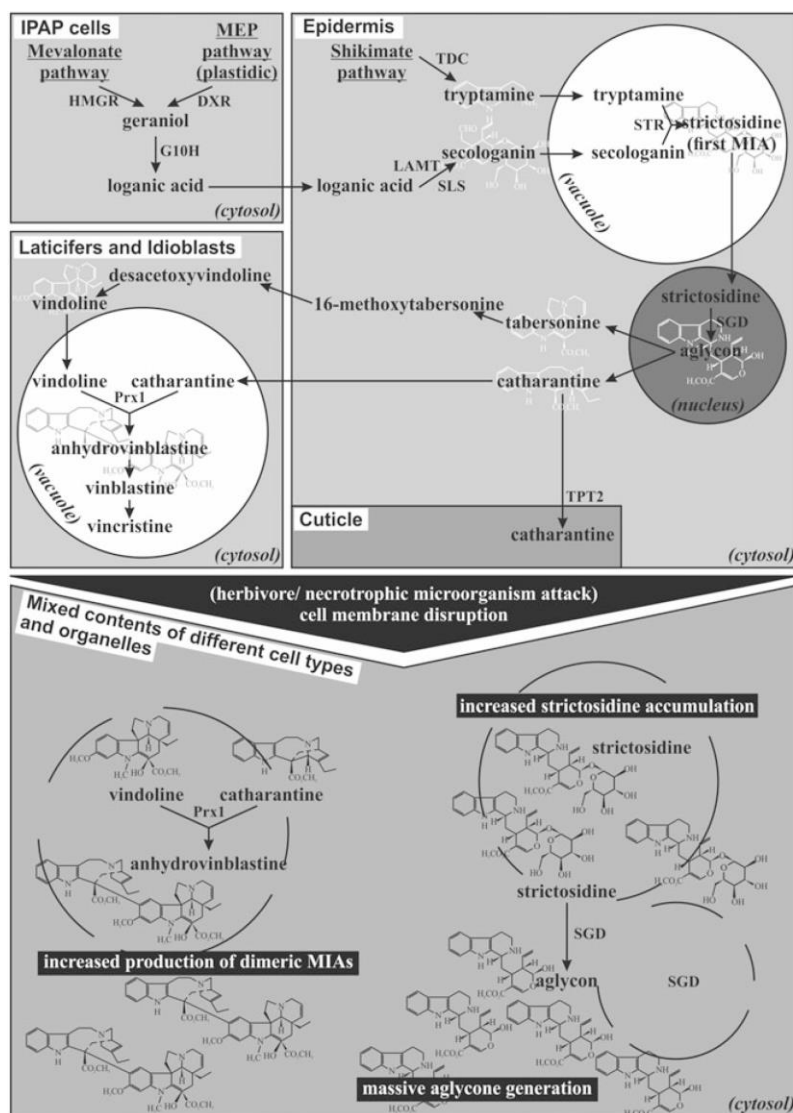 IPAP cells
Mevalonate
pathway
MEP
pathway
(plastidic)
HMGR
DXR
geraniol
G10H
loganic acid
(cytosol)
Epidermis
Shikimate
pathway
TDC
tryptamine
tryptamine
STR
strictosidine
(first MIA)
LAMT
secologanin
secologanin
loganic acid
SLS
(vacuole)
Laticifers and Idioblasts
desacetoxyvindoline
vindoline
16-methoxytabersonine
tabersonine
strictosidine
SGD
aglycon
(nucleus)
vindoline
catharantine
catharantine
Prx1
anhydrovinblastine
vinblastine
vincristine
(vacuole)
(cytosol)
TPT2
Cuticle
catharantine
(cytosol)
(herbivore/ necrotrophic microorganism attack)
cell membrane disruption
Mixed contents of different cell types
and organelles
increased strictosidine accumulation
strictosidine
vindoline
catharantine
Prx1
anhydrovinblastine
strictosidine
SGD
increased production of dimeric MIAs
aglycon
SGD
massive aglycone generation
(cytosol)